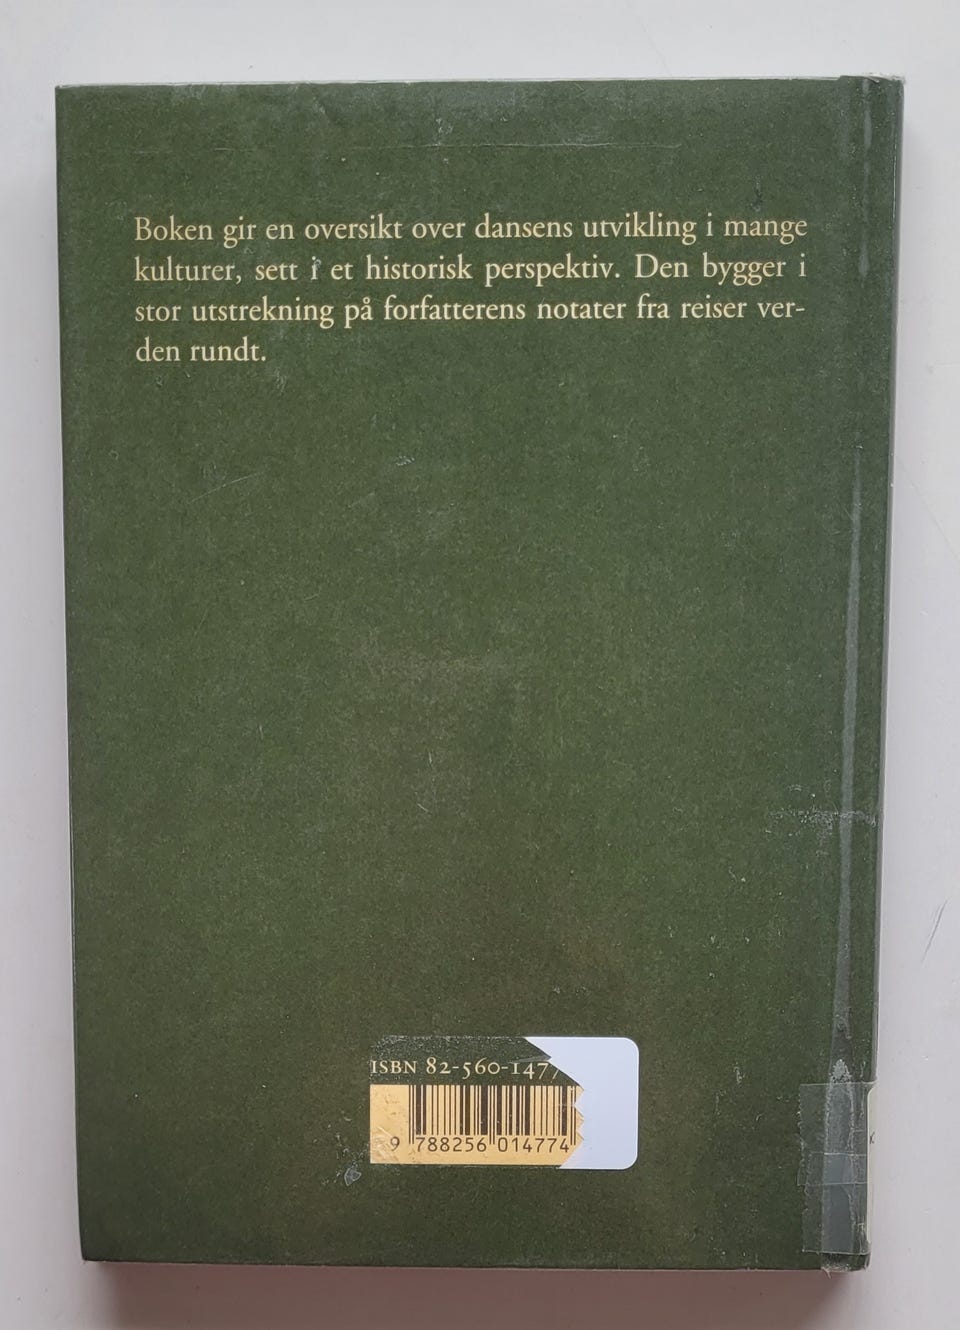 Boken gir en oversikt over dansens utvikling i mange
kulturer, sett i et historisk perspektiv. Den bygger i
stor utstrekning på forfatterens notater fra reiser ver-
den rundt.
ISBN 82-560-1477
9 788256 014774